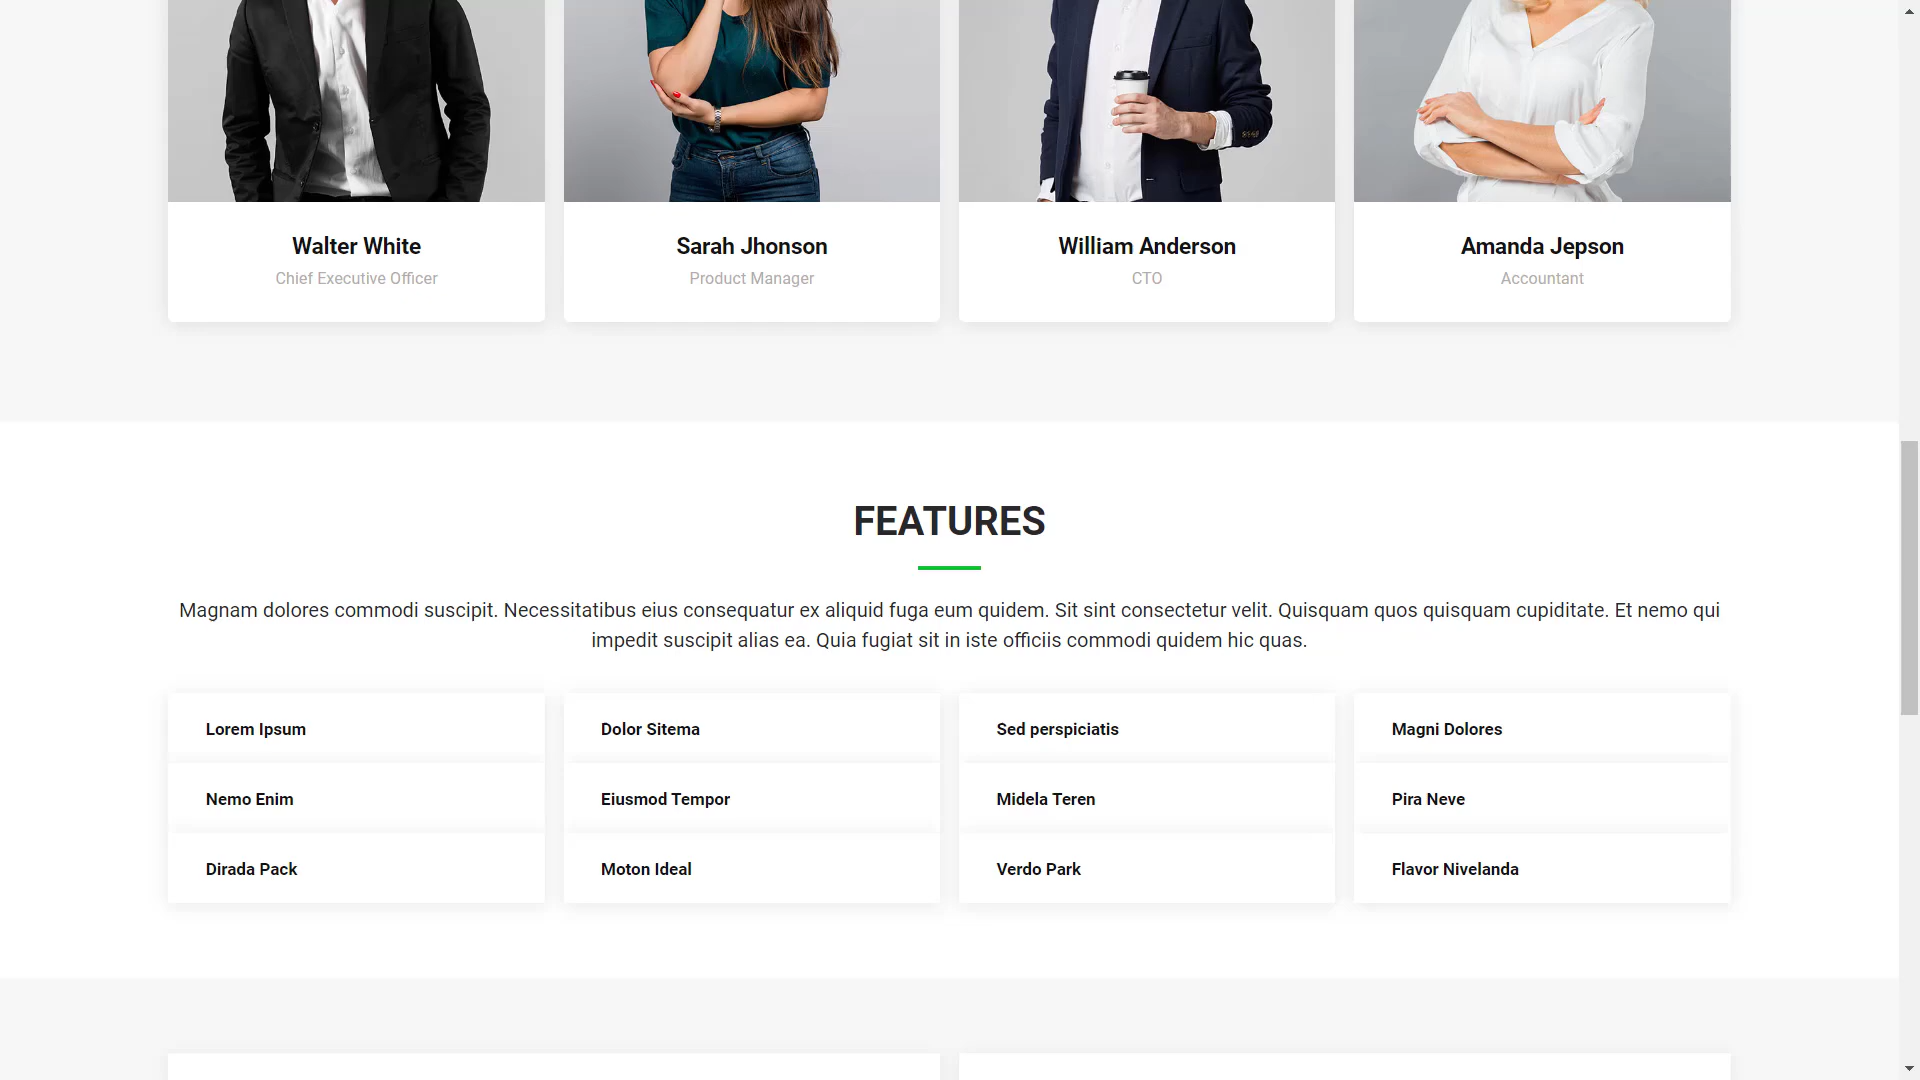 Walter White
Chief Executive Officer
Sarah Jhonson
Product Manager
William Anderson
CTO
Amanda Jepson
Accountant
FEATURES
Magnam dolores commodi suscipit. Necessitatibus eius consequatur ex aliquid fuga eum quidem. Sit sint consectetur velit. Quisquam quos quisquam cupiditate. Et nemo qui
impedit suscipit alias ea. Quia fugiat sit in iste officiis commodi quidem hic quas.
Lorem Ipsum
Dolor Sitema
Sed perspiciatis
Magni Dolores
Nemo Enim
Eiusmod Tempor
Midela Teren
Pira Neve
Dirada Pack
Moton Ideal
Verdo Park
Flavor Nivelanda